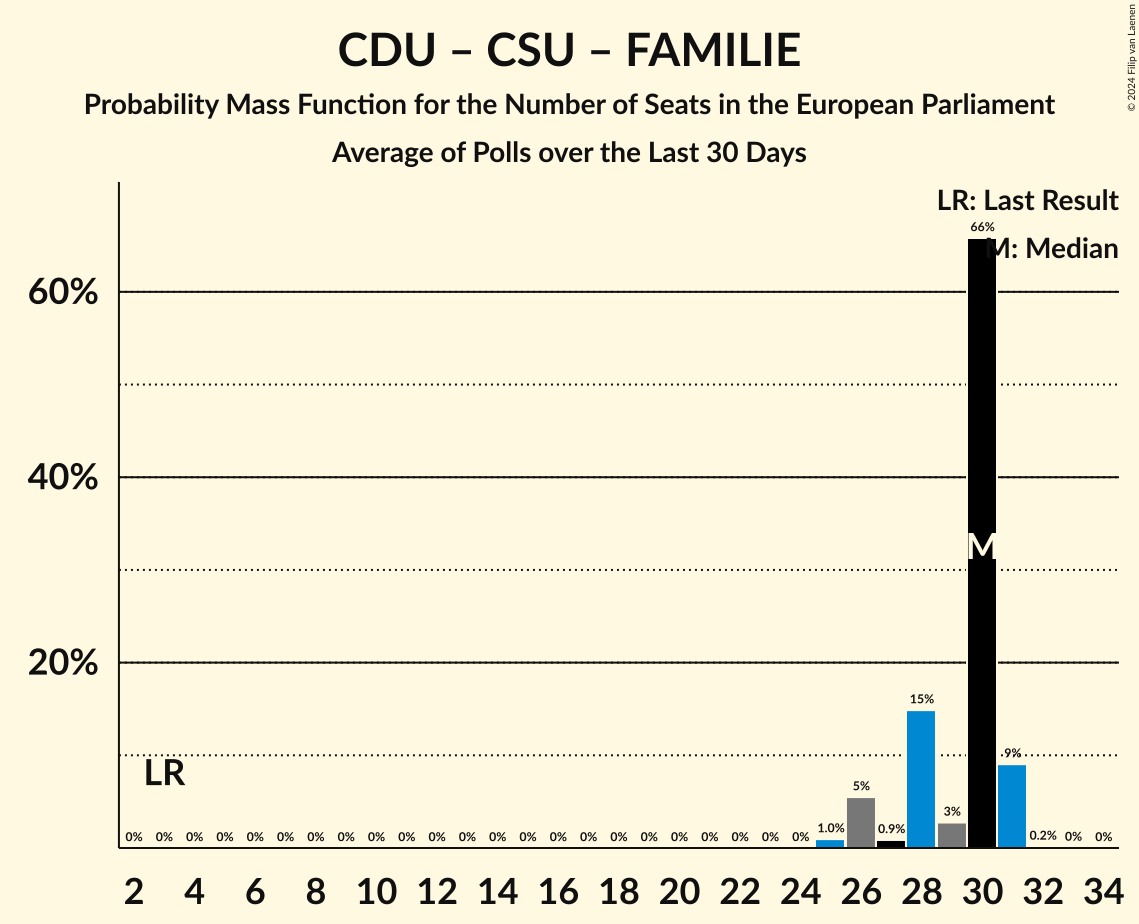 CDU – CSU – FAMILIE
Probability Mass Function for the Number of Seats in the European Parliament
Average of Polls over the Last 30 Days
© 2024 Filip van Laenen
LR: Last Result
M: Median
66%
60%
40%
20%
M
LR
15%
9%
5%
3%
0% 0% 0% 0% 0% 0% 0% 0% 0% 0% 0% 0% 0% 0% 0% 0% 0% 0% 0% 0% 0% 0% 0% 1.0% 0.9% 0.2% 0% 0%
2 4 6 8 10 12 14 16 18 20 22 24 26 28 30 32 34